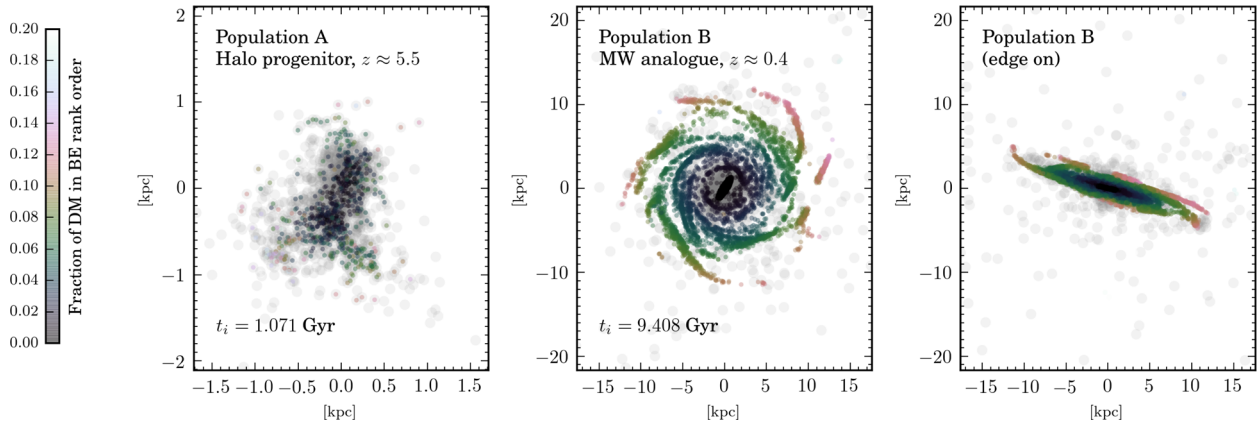 0.20
0.18
0.16
0.14
0.12
0.10
0.08
0.06
0.04
0.02
0.00
Fraction of DM in BE rank order
Population A
Halo progenitor, z ≈ 5.5
t_i = 1.071 Gyr
2
1
0
−1
−2
[kpc]
−1.5 −1.0 −0.5 0.0 0.5 1.0 1.5
[kpc]
Population B
MW analogue, z ≈ 0.4
t_i = 9.408 Gyr
20
10
0
−10
−20
[kpc]
−15 −10 −5 0 5 10 15
[kpc]
Population B
(edge on)
20
10
0
−10
−20
[kpc]
−15 −10 −5 0 5 10 15
[kpc]